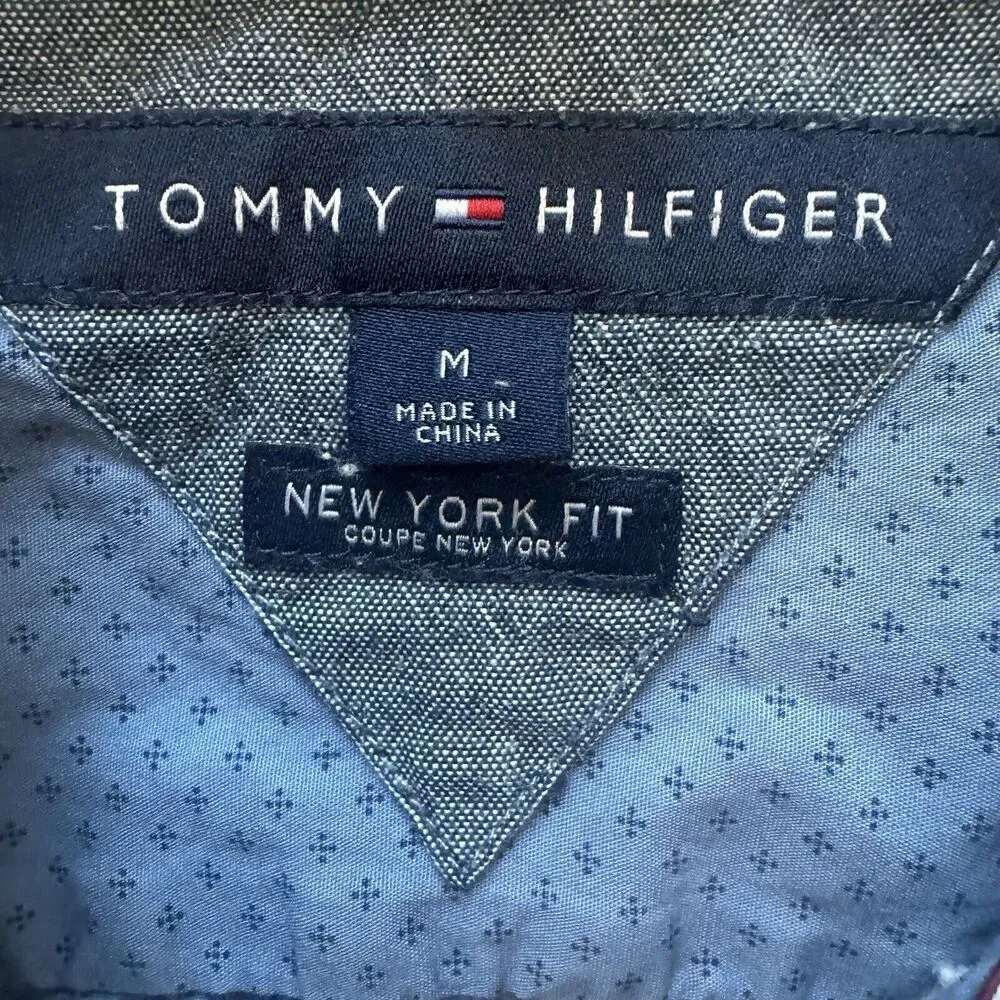 TOMMY HILFIGER
M
MADE IN
CHINA
NEW YORK FIT
COUPE NEW YORK